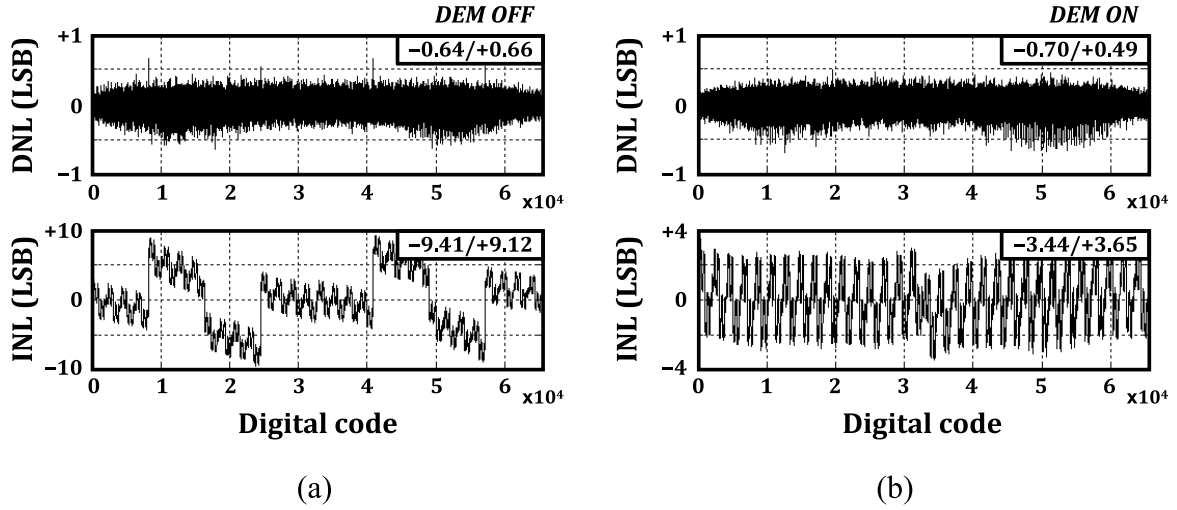 DEM OFF
DNL (LSB)
+1
0
−1
−0.64/+0.66
0 1 2 3 4 5 6
x10⁴
INL (LSB)
+10
+5
0
−5
−10
−9.41/+9.12
0 1 2 3 4 5 6
x10⁴
Digital code
(a)
DEM ON
DNL (LSB)
+1
0
−1
−0.70/+0.49
0 1 2 3 4 5 6
x10⁴
INL (LSB)
+4
+2
0
−2
−4
−3.44/+3.65
0 1 2 3 4 5 6
x10⁴
Digital code
(b)